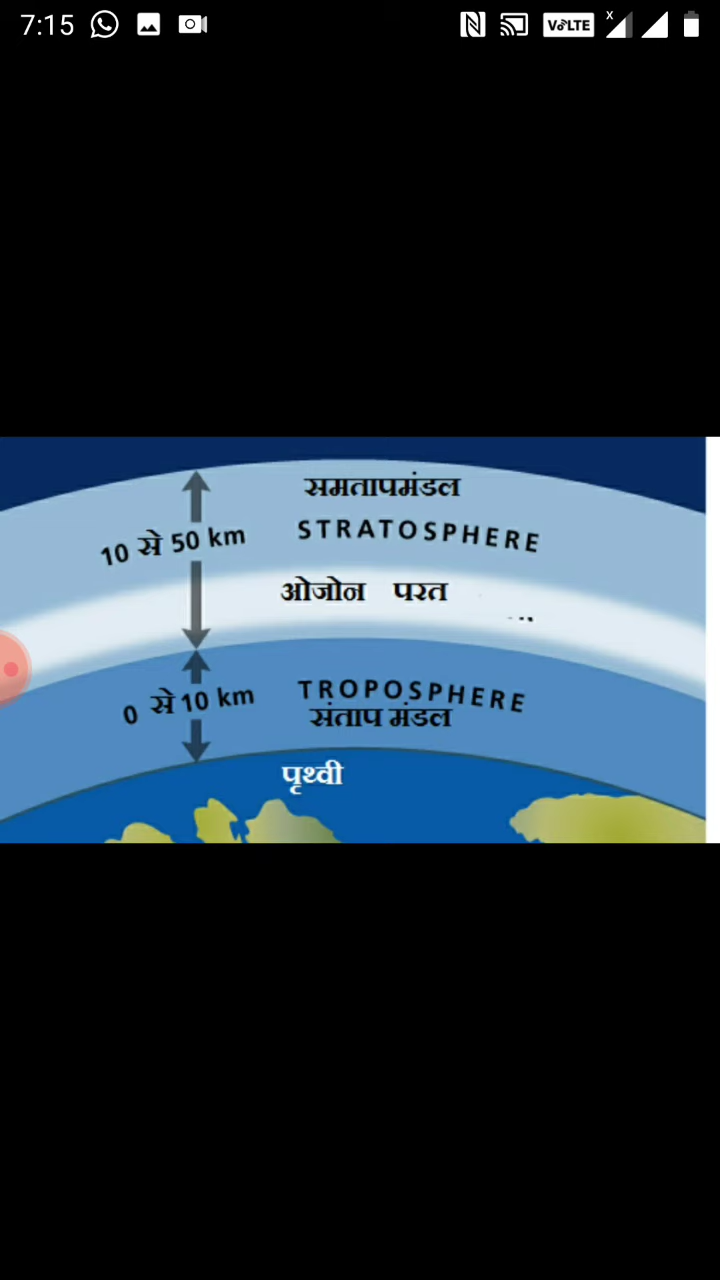 7:15
VoLTE
x
समतापमंडल
STRATOSPHERE
10 से 50 km
ओजोन परत
TROPOSPHERE
0 से 10 km
संताप मंडल
पृथ्वी